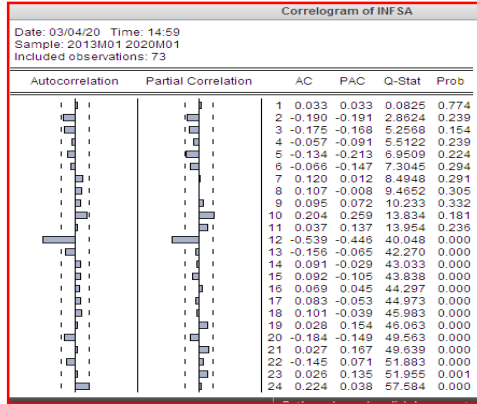 Correlogram of INFSA
Date: 03/04/20 Time: 14:59
Sample: 2013M01 2020M01
Included observations: 73
Autocorrelation Partial Correlation AC PAC Q-Stat Prob
1 0.033 0.033 0.0825 0.774
2 -0.190 -0.191 2.8624 0.239
3 -0.175 -0.168 5.2568 0.154
4 -0.057 -0.091 5.5122 0.239
5 -0.134 -0.213 6.9509 0.224
6 -0.066 -0.147 7.3045 0.294
7 0.120 0.012 8.4948 0.291
8 0.107 -0.008 9.4652 0.305
9 0.095 0.072 10.233 0.332
10 0.204 0.259 13.834 0.181
11 0.037 0.137 13.954 0.236
12 -0.539 -0.446 40.048 0.000
13 -0.156 -0.065 42.270 0.000
14 0.091 -0.029 43.033 0.000
15 0.092 -0.105 43.838 0.000
16 0.069 0.045 44.297 0.000
17 0.083 -0.053 44.973 0.000
18 0.101 -0.039 45.983 0.000
19 0.028 0.154 46.063 0.000
20 -0.184 -0.149 49.563 0.000
21 0.027 0.167 49.639 0.000
22 -0.145 0.071 51.883 0.000
23 0.026 0.135 51.955 0.001
24 0.224 0.038 57.584 0.000